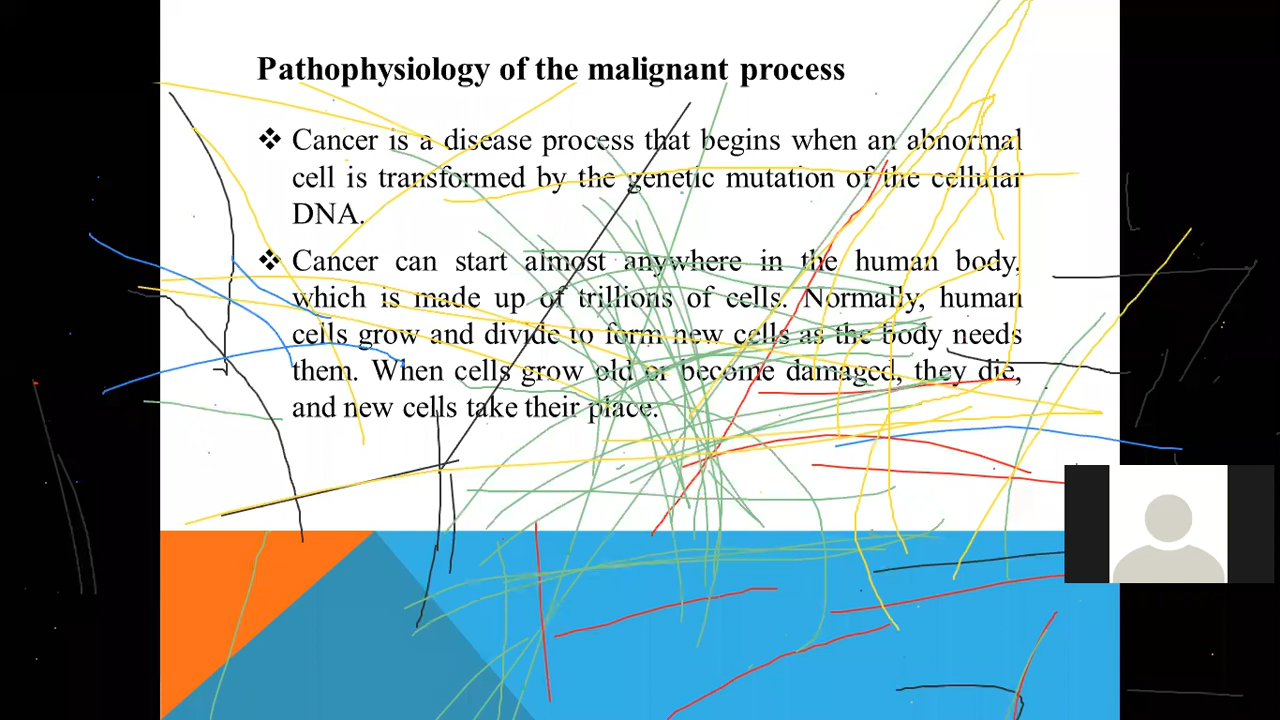 Pathophysiology of the malignant process
❖ Cancer is a disease process that begins when an abnormal
cell is transformed by the genetic mutation of the cellular
DNA.
❖ Cancer can start almost anywhere in the human body,
which is made up of trillions of cells. Normally, human
cells grow and divide to form new cells as the body needs
them. When cells grow old or become damaged, they die,
and new cells take their place.